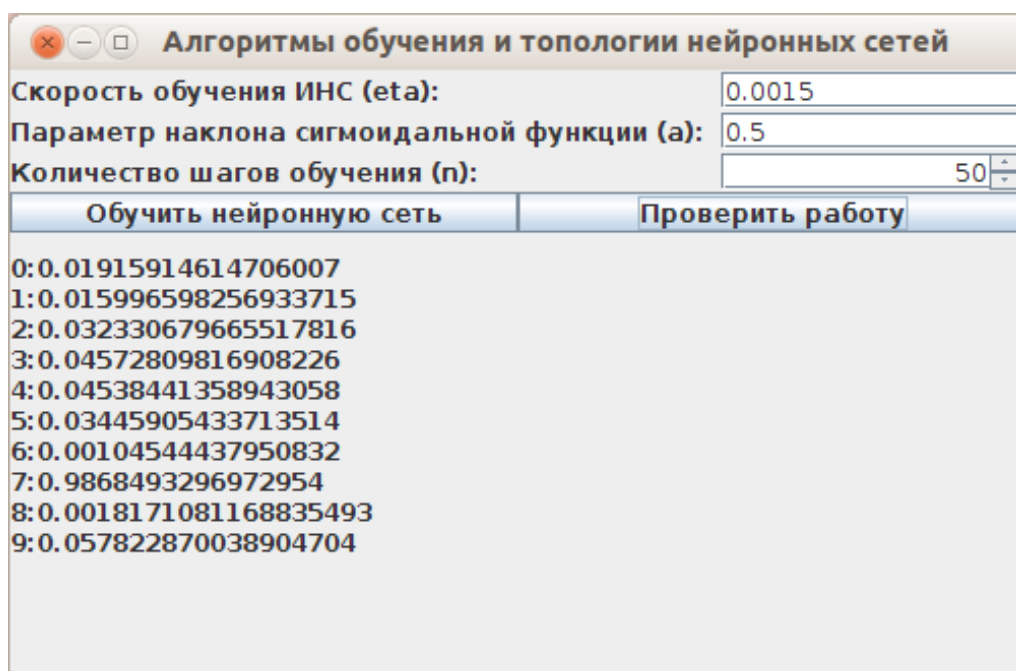 Алгоритмы обучения и топологии нейронных сетей
Скорость обучения ИНС (eta): 0.0015
Параметр наклона сигмоидальной функции (a): 0.5
Количество шагов обучения (n): 50
Обучить нейронную сеть Проверить работу
0:0.01915914614706007
1:0.015996598256933715
2:0.032330679665517816
3:0.04572809816908226
4:0.04538441358943058
5:0.03445905433713514
6:0.00104544437950832
7:0.9868493296972954
8:0.0018171081168835493
9:0.057822870038904704